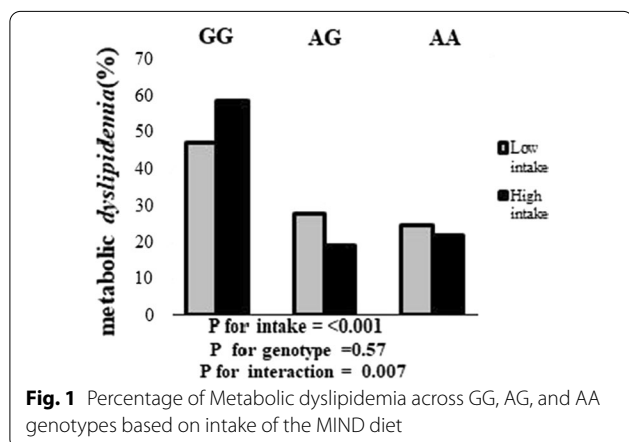 GG AG AA
metabolic dyslipidemia(%)
70
60
50
40
30
20
10
0
Low
intake
High
intake
P for intake = <0.001
P for genotype =0.57
P for interaction = 0.007
Fig. 1 Percentage of Metabolic dyslipidemia across GG, AG, and AA
genotypes based on intake of the MIND diet